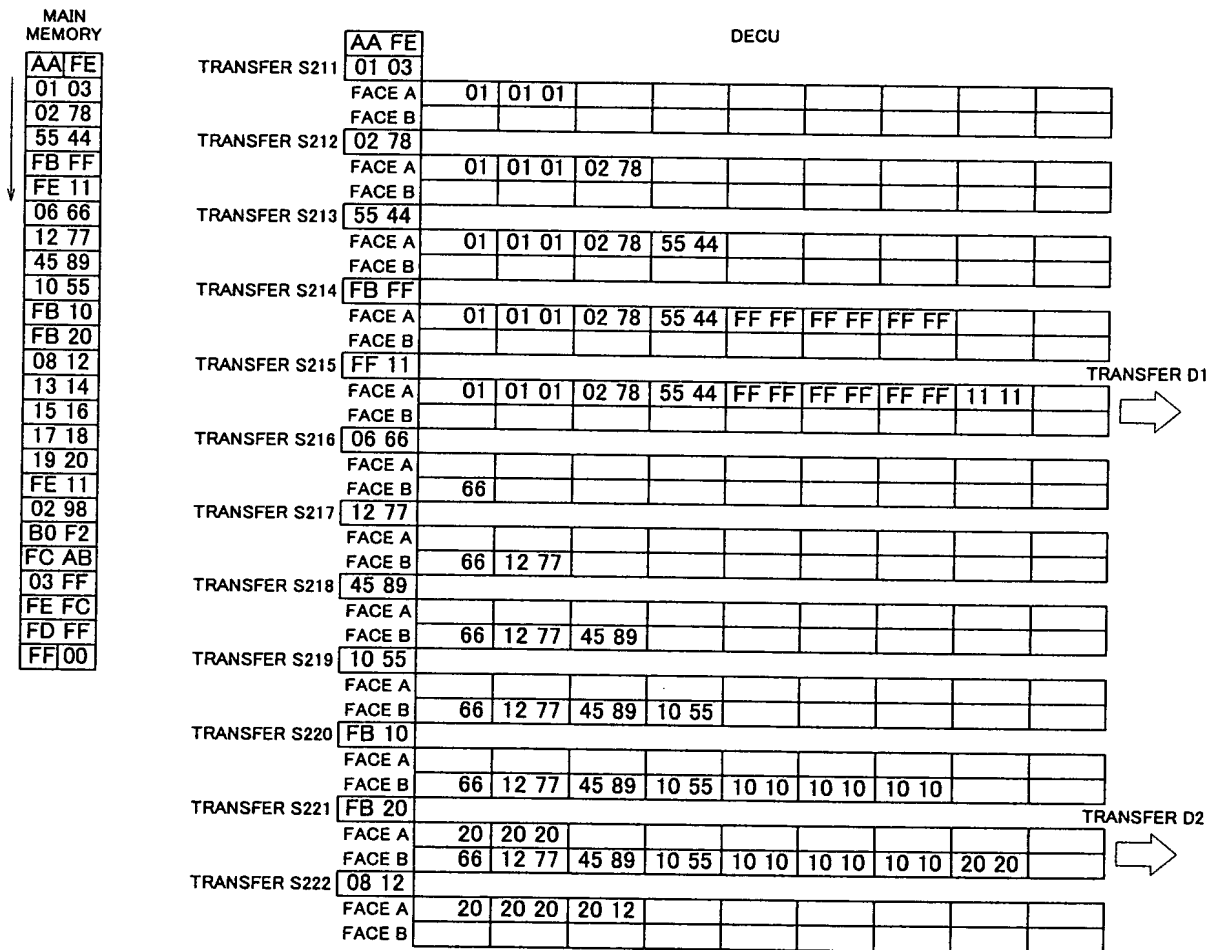 MAIN
MEMORY
AA FE
01 03
02 78
55 44
FB FF
FE 11
06 66
12 77
45 89
10 55
FB 10
FB 20
08 12
13 14
15 16
17 18
19 20
FE 11
02 98
B0 F2
FC AB
03 FF
FE FC
FD FF
FF 00
DECU
AA FE
TRANSFER S211 01 03
FACE A 01 01 01
FACE B
TRANSFER S212 02 78
FACE A 01 01 01 02 78
FACE B
TRANSFER S213 55 44
FACE A 01 01 01 02 78 55 44
FACE B
TRANSFER S214 FB FF
FACE A 01 01 01 02 78 55 44 FF FF FF FF FF FF
FACE B
TRANSFER S215 FF 11
FACE A 01 01 01 02 78 55 44 FF FF FF FF FF FF 11 11
FACE B
TRANSFER D1
TRANSFER S216 06 66
FACE A
FACE B 66
TRANSFER S217 12 77
FACE A
FACE B 66 12 77
TRANSFER S218 45 89
FACE A
FACE B 66 12 77 45 89
TRANSFER S219 10 55
FACE A
FACE B 66 12 77 45 89 10 55
TRANSFER S220 FB 10
FACE A
FACE B 66 12 77 45 89 10 55 10 10 10 10 10 10
TRANSFER S221 FB 20
FACE A 20 20 20
FACE B 66 12 77 45 89 10 55 10 10 10 10 10 10 20 20
TRANSFER D2
TRANSFER S222 08 12
FACE A 20 20 20 20 12
FACE B